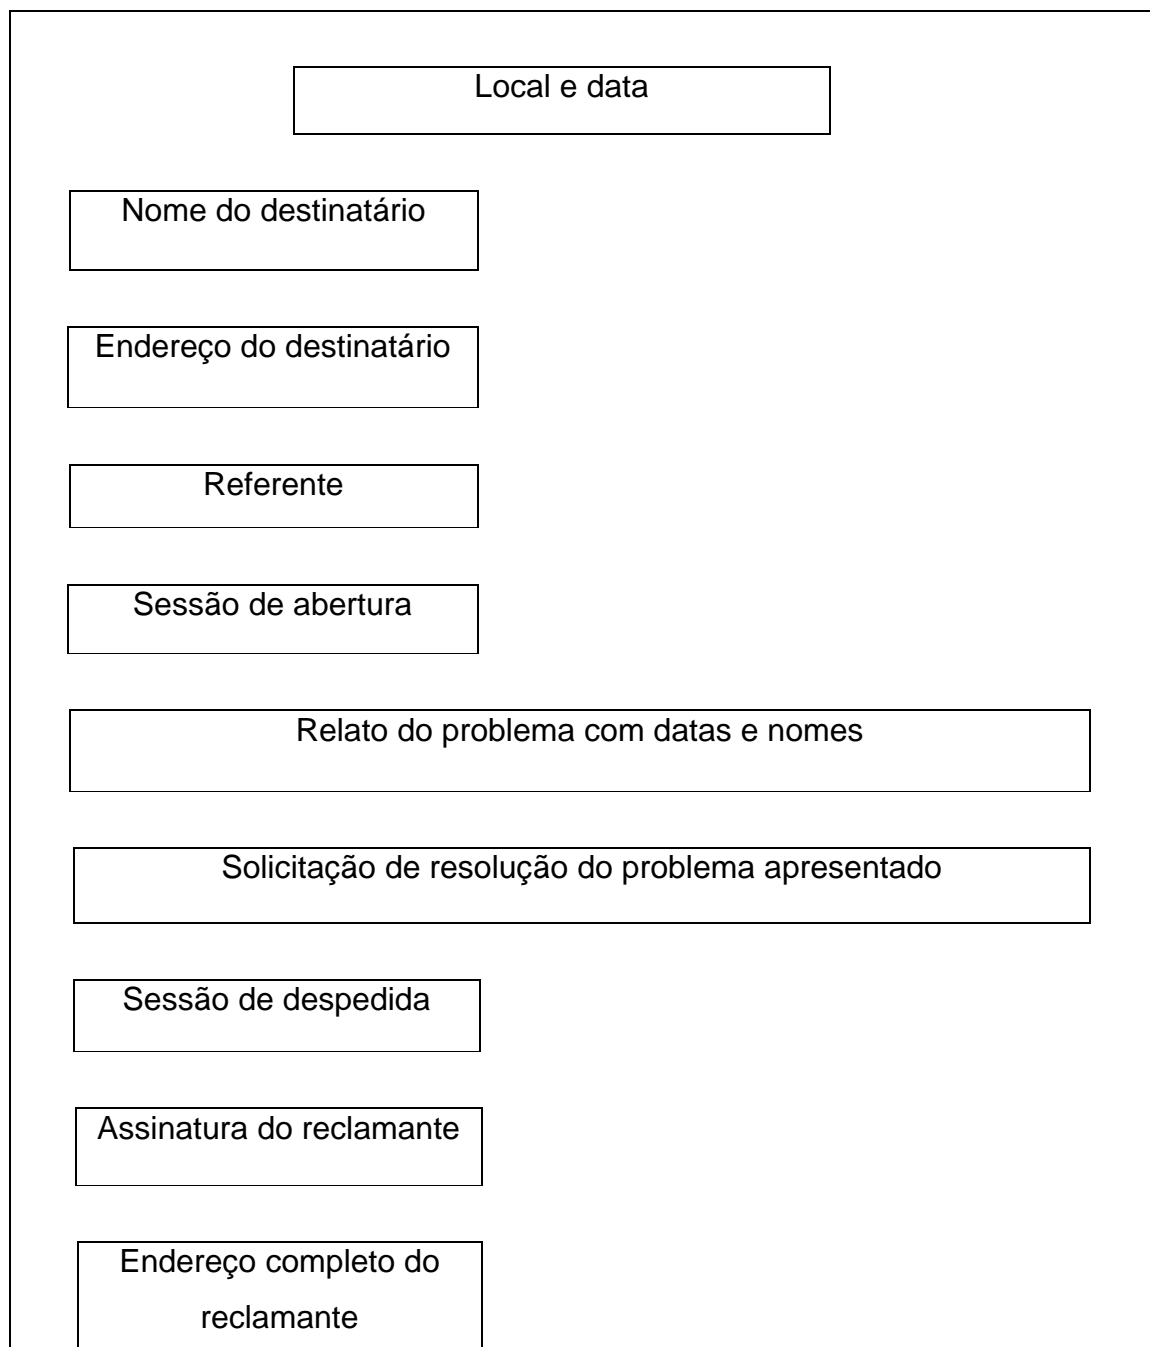 Local e data
Nome do destinatário
Endereço do destinatário
Referente
Sessão de abertura
Relato do problema com datas e nomes
Solicitação de resolução do problema apresentado
Sessão de despedida
Assinatura do reclamante
Endereço completo do
reclamante